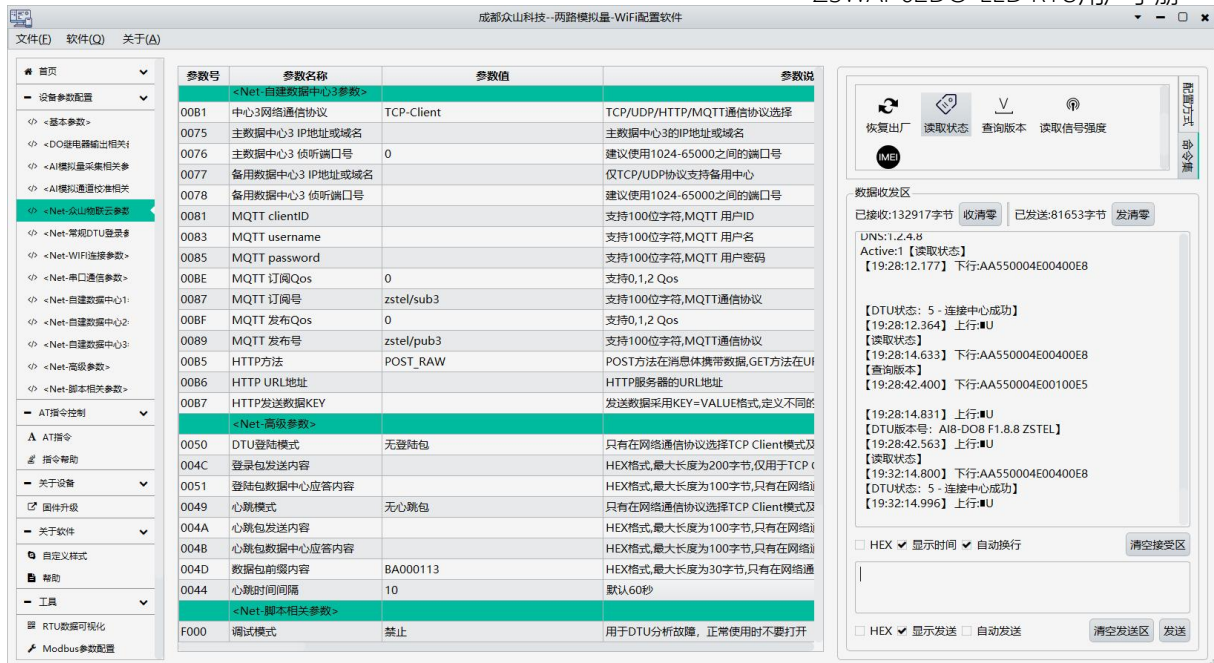 成都众山科技--两路模拟量-WiFi配置软件
文件(F) 软件(Q) 关于(A)
首页
设备参数配置
</> <基本参数>
</> <DO继电器输出相关
</> <AI模拟量采集相关参
</> <AI模拟通道校准相关
</> <Net-众山物联云参数
</> <Net-常规DTU登录
</> <Net-WIFI连接参数>
</> <Net-串口通信参数>
</> <Net-自建数据中心1
</> <Net-自建数据中心2
</> <Net-自建数据中心3
</> <Net-高级参数>
</> <Net-脚本相关参数>
AT指令控制
A AT指令
指令帮助
关于设备
固件升级
关于软件
自定义样式
帮助
工具
RTU数据可视化
Modbus参数配置
参数号 参数名称 参数值 参数说
<Net-自建数据中心3参数>
00B1 中心3网络通信协议 TCP-Client TCP/UDP/HTTP/MQTT通信协议选择
0075 主数据中心3 IP地址或域名 主数据中心3的IP地址或域名
0076 主数据中心3 侦听端口号 0 建议使用1024-65000之间的端口号
0077 备用数据中心3 IP地址或域名 仅TCP/UDP协议支持备用中心
0078 备用数据中心3 侦听端口号 建议使用1024-65000之间的端口号
0081 MQTT clientID 支持100位字符,MQTT 用户ID
0083 MQTT username 支持100位字符,MQTT 用户名
0085 MQTT password 支持100位字符,MQTT 用户密码
00BE MQTT 订阅Qos 0 支持0,1,2 Qos
0087 MQTT 订阅号 zstel/sub3 支持100位字符,MQTT通信协议
00BF MQTT 发布Qos 0 支持0,1,2 Qos
0089 MQTT 发布号 zstel/pub3 支持100位字符,MQTT通信协议
00B5 HTTP方法 POST_RAW POST方法在消息体携带数据,GET方法在UR
00B6 HTTP URL地址 HTTP服务器的URL地址
00B7 HTTP发送数据KEY 发送数据采用KEY=VALUE格式,定义不同的
<Net-高级参数>
0050 DTU登陆模式 无登陆包 只有在网络通信协议选择TCP Client模式及
004C 登录包发送内容 HEX格式,最大长度为200字节,仅用于TCP
0051 登陆包数据中心应答内容 HEX格式,最大长度为100字节,只有在网络
0049 心跳模式 无心跳包 只有在网络通信协议选择TCP Client模式及
004A 心跳包发送内容 HEX格式,最大长度为100字节,只有在网络
004B 心跳包数据中心应答内容 HEX格式,最大长度为100字节,只有在网络
004D 数据包前缀内容 BA000113 HEX格式,最大长度为30字节,只有在网络通
0044 心跳时间间隔 10 默认60秒
<Net-脚本相关参数>
F000 调试模式 禁止 用于DTU分析故障，正常使用时不要打开
恢复出厂 读取状态 查询版本 读取信号强度
IMEI
配置方式
命令集
数据收发区
已接收:132917字节 收清零 已发送:81653字节 发清零
DNS:1.2.4.8
Active:1【读取状态】
【19:28:12.177】下行:AA550004E00400E8
【DTU状态：5 - 连接中心成功】
【19:28:12.364】上行:■U
【读取状态】
【19:28:14.633】下行:AA550004E00400E8
【查询版本】
【19:28:42.400】下行:AA550004E00100E5
【19:28:14.831】上行:■U
【DTU版本号：AI8-DO8 F1.8.8 ZSTEL】
【19:28:42.563】上行:■U
【读取状态】
【19:32:14.800】下行:AA550004E00400E8
【DTU状态：5 - 连接中心成功】
【19:32:14.996】上行:■U
HEX 显示时间 自动换行 清空接受区
HEX 显示发送 自动发送 清空发送区 发送